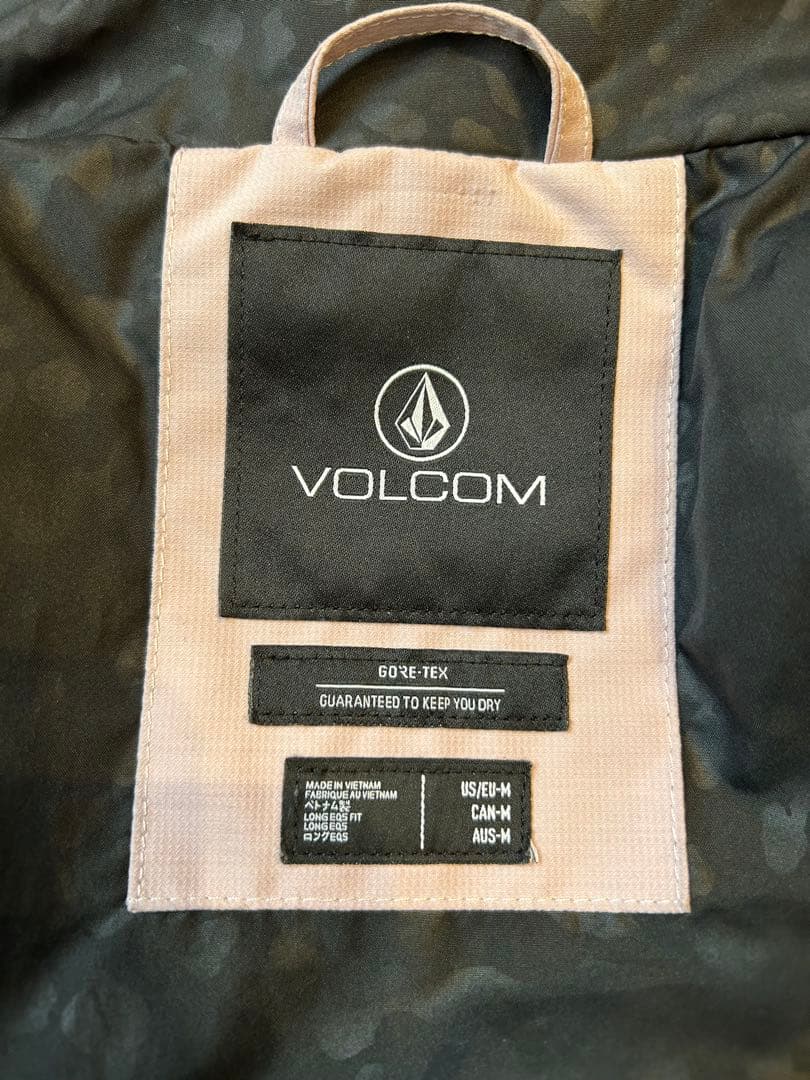 VOLCOM
GORE-TEX
GUARANTEED TO KEEP YOU DRY
MADE IN VIETNAM
FABRIQUE AU VIETNAM
ベトナム製
LONG EQS FIT
LONG EQS
ロングEQS
US/EU-M
CAN-M
AUS-M